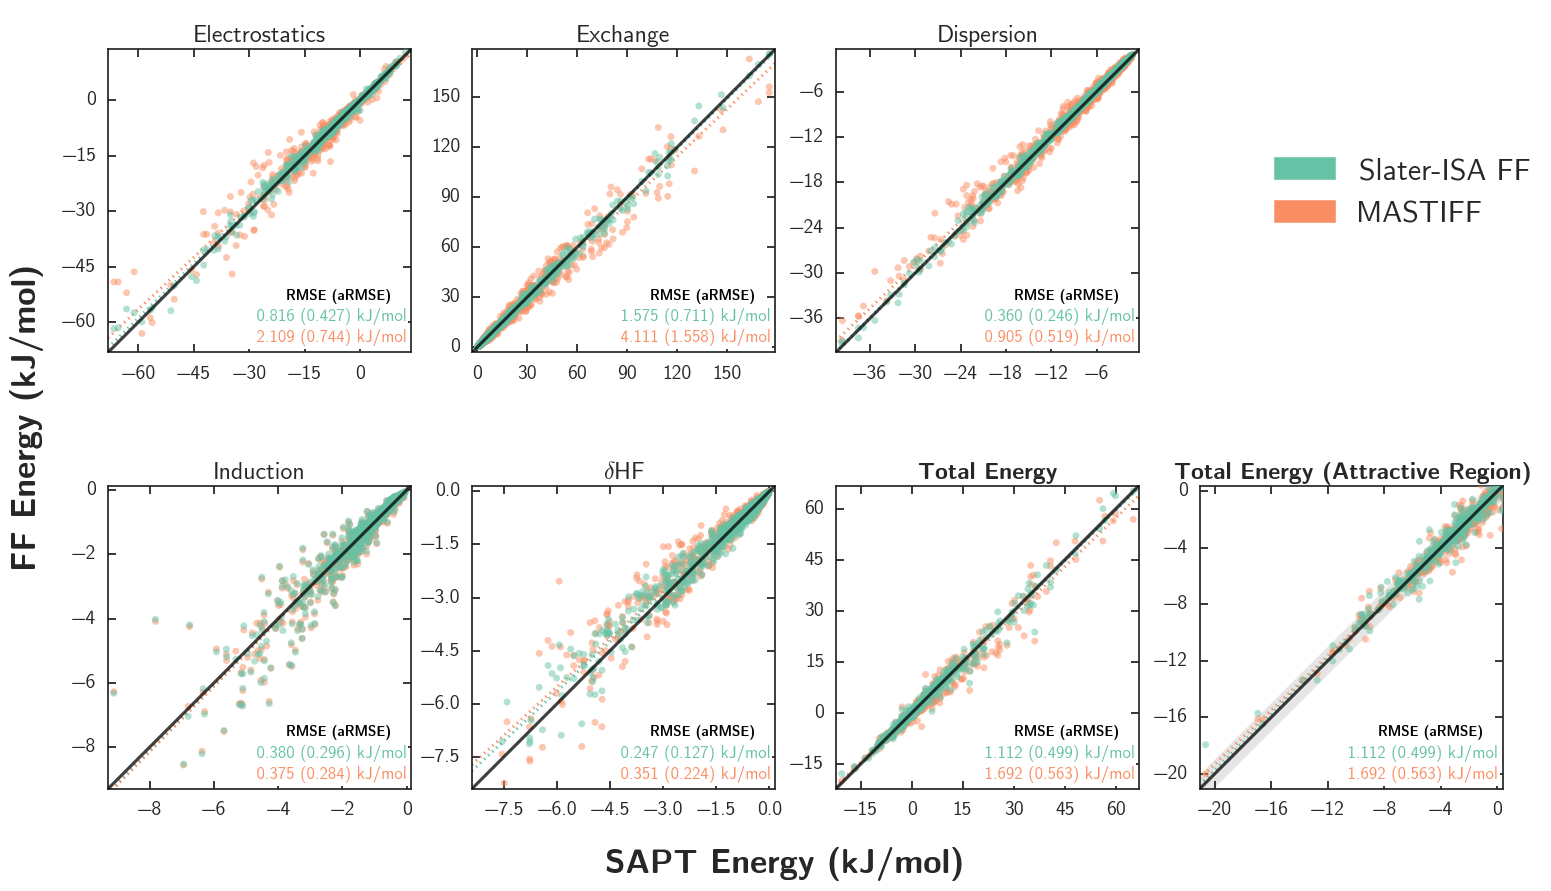 Electrostatics
0
−15
−30
−45
−60
−60 −45 −30 −15 0
RMSE (aRMSE)
0.816 (0.427) kJ/mol
2.109 (0.744) kJ/mol
Exchange
150
120
90
60
30
0
0 30 60 90 120 150
RMSE (aRMSE)
1.575 (0.711) kJ/mol
4.111 (1.558) kJ/mol
Dispersion
−6
−12
−18
−24
−30
−36
−36 −30 −24 −18 −12 −6
RMSE (aRMSE)
0.360 (0.246) kJ/mol
0.905 (0.519) kJ/mol
Slater-ISA FF
MASTIFF
FF Energy (kJ/mol)
Induction
0
−2
−4
−6
−8
−8 −6 −4 −2 0
RMSE (aRMSE)
0.380 (0.296) kJ/mol
0.375 (0.284) kJ/mol
δHF
0.0
−1.5
−3.0
−4.5
−6.0
−7.5
−7.5 −6.0 −4.5 −3.0 −1.5 0.0
RMSE (aRMSE)
0.247 (0.127) kJ/mol
0.351 (0.224) kJ/mol
Total Energy
60
45
30
15
0
−15
−15 0 15 30 45 60
RMSE (aRMSE)
1.112 (0.499) kJ/mol
1.692 (0.563) kJ/mol
Total Energy (Attractive Region)
0
−4
−8
−12
−16
−20
−20 −16 −12 −8 −4 0
RMSE (aRMSE)
1.112 (0.499) kJ/mol
1.692 (0.563) kJ/mol
SAPT Energy (kJ/mol)